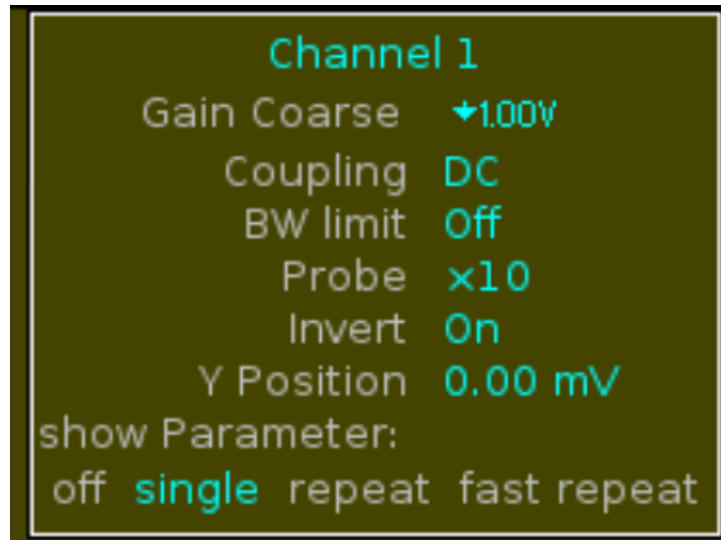 Channel 1
Gain Coarse 1.00V
Coupling DC
BW limit Off
Probe ×10
Invert On
Y Position 0.00 mV
show Parameter:
off single repeat fast repeat